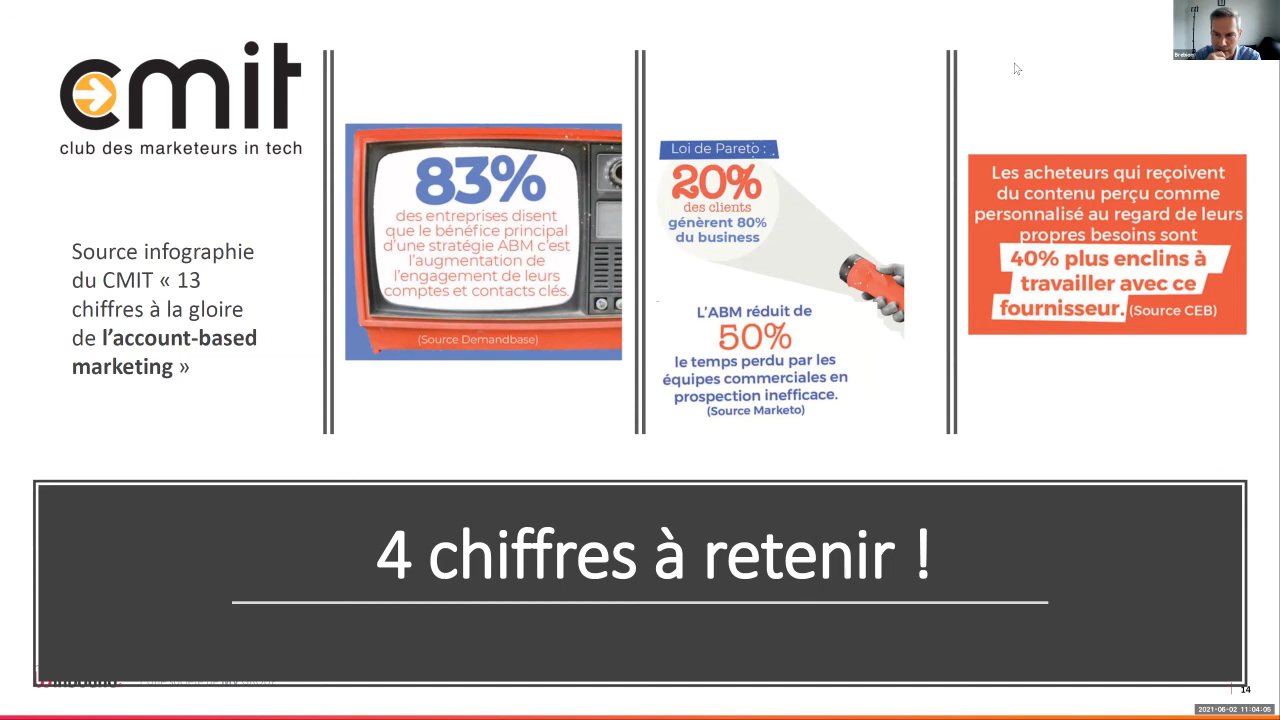 cmit
club des marketeurs in tech
Source infographie
du CMIT « 13
chiffres à la gloire
de l’account-based
marketing »
83%
des entreprises disent
que le bénéfice principal
d’une stratégie ABM c’est
l’augmentation de
l’engagement de leurs
comptes et contacts clés.
(Source Demandbase)
Loi de Pareto :
20%
des clients
génèrent 80%
du business
L’ABM réduit de
50%
le temps perdu par les
équipes commerciales en
prospection inefficace.
(Source Marketo)
Les acheteurs qui reçoivent
du contenu perçu comme
personnalisé au regard de leurs
propres besoins sont
40% plus enclins à
travailler avec ce
fournisseur. (Source CEB)
4 chiffres à retenir !
14
2021-06-02 11:04:05